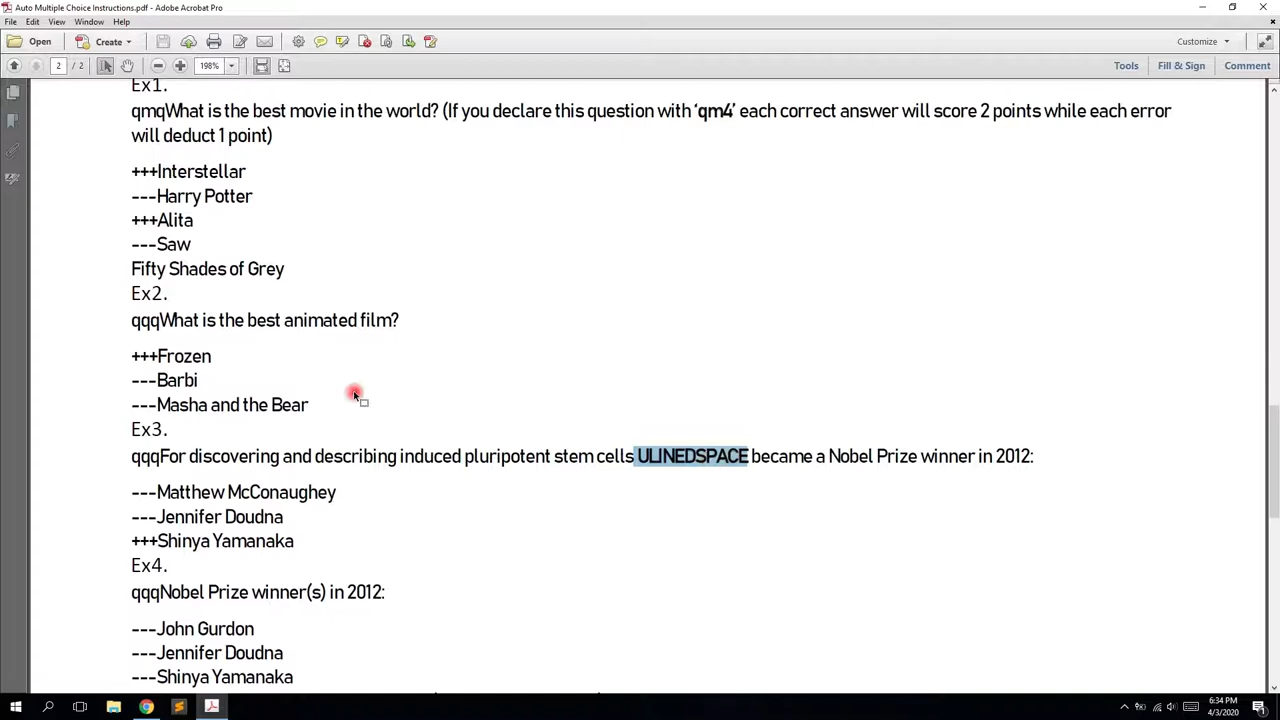 Auto Multiple Choice Instructions.pdf - Adobe Acrobat Pro
File Edit View Window Help
Open Create Customize
2 / 2 198% Tools Fill & Sign Comment
Ex1.
qmqWhat is the best movie in the world? (If you declare this question with ‘qm4’ each correct answer will score 2 points while each error
will deduct 1 point)
+++Interstellar
---Harry Potter
+++Alita
---Saw
Fifty Shades of Grey
Ex2.
qqqWhat is the best animated film?
+++Frozen
---Barbi
---Masha and the Bear
Ex3.
qqqFor discovering and describing induced pluripotent stem cells ULINEDSPACE became a Nobel Prize winner in 2012:
---Matthew McConaughey
---Jennifer Doudna
+++Shinya Yamanaka
Ex4.
qqqNobel Prize winner(s) in 2012:
---John Gurdon
---Jennifer Doudna
---Shinya Yamanaka
6:34 PM
4/3/2020